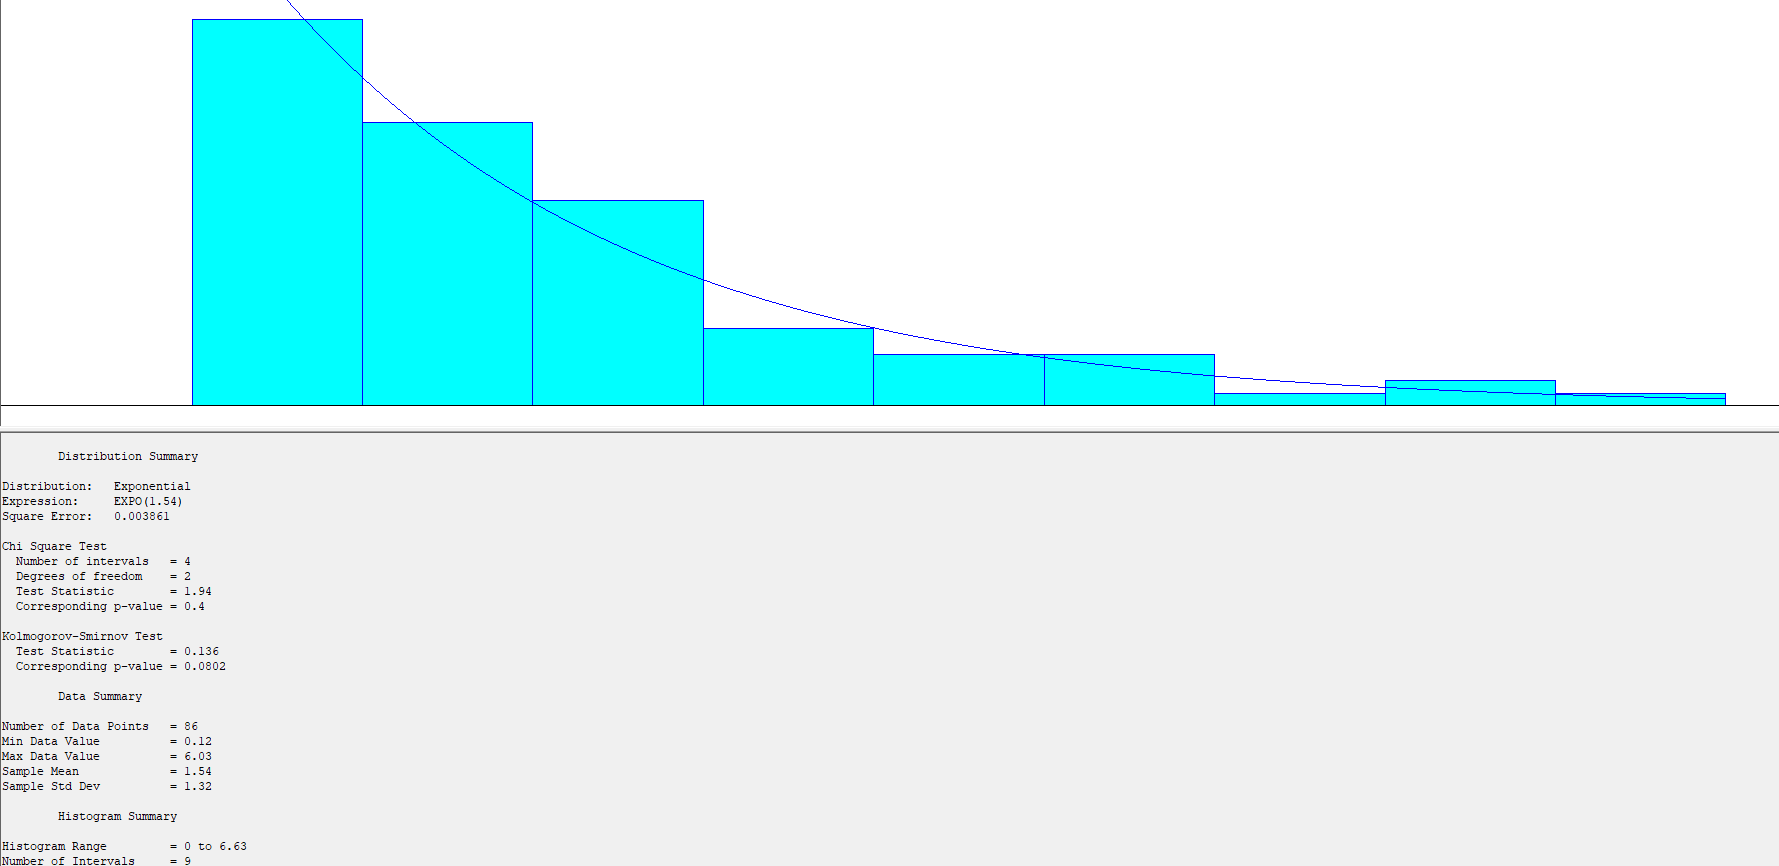 Distribution Summary
Distribution: Exponential
Expression: EXPO(1.54)
Square Error: 0.003861
Chi Square Test
Number of intervals = 4
Degrees of freedom = 2
Test Statistic = 1.94
Corresponding p-value = 0.4
Kolmogorov-Smirnov Test
Test Statistic = 0.136
Corresponding p-value = 0.0802
Data Summary
Number of Data Points = 86
Min Data Value = 0.12
Max Data Value = 6.03
Sample Mean = 1.54
Sample Std Dev = 1.32
Histogram Summary
Histogram Range = 0 to 6.63
Number of Intervals = 9